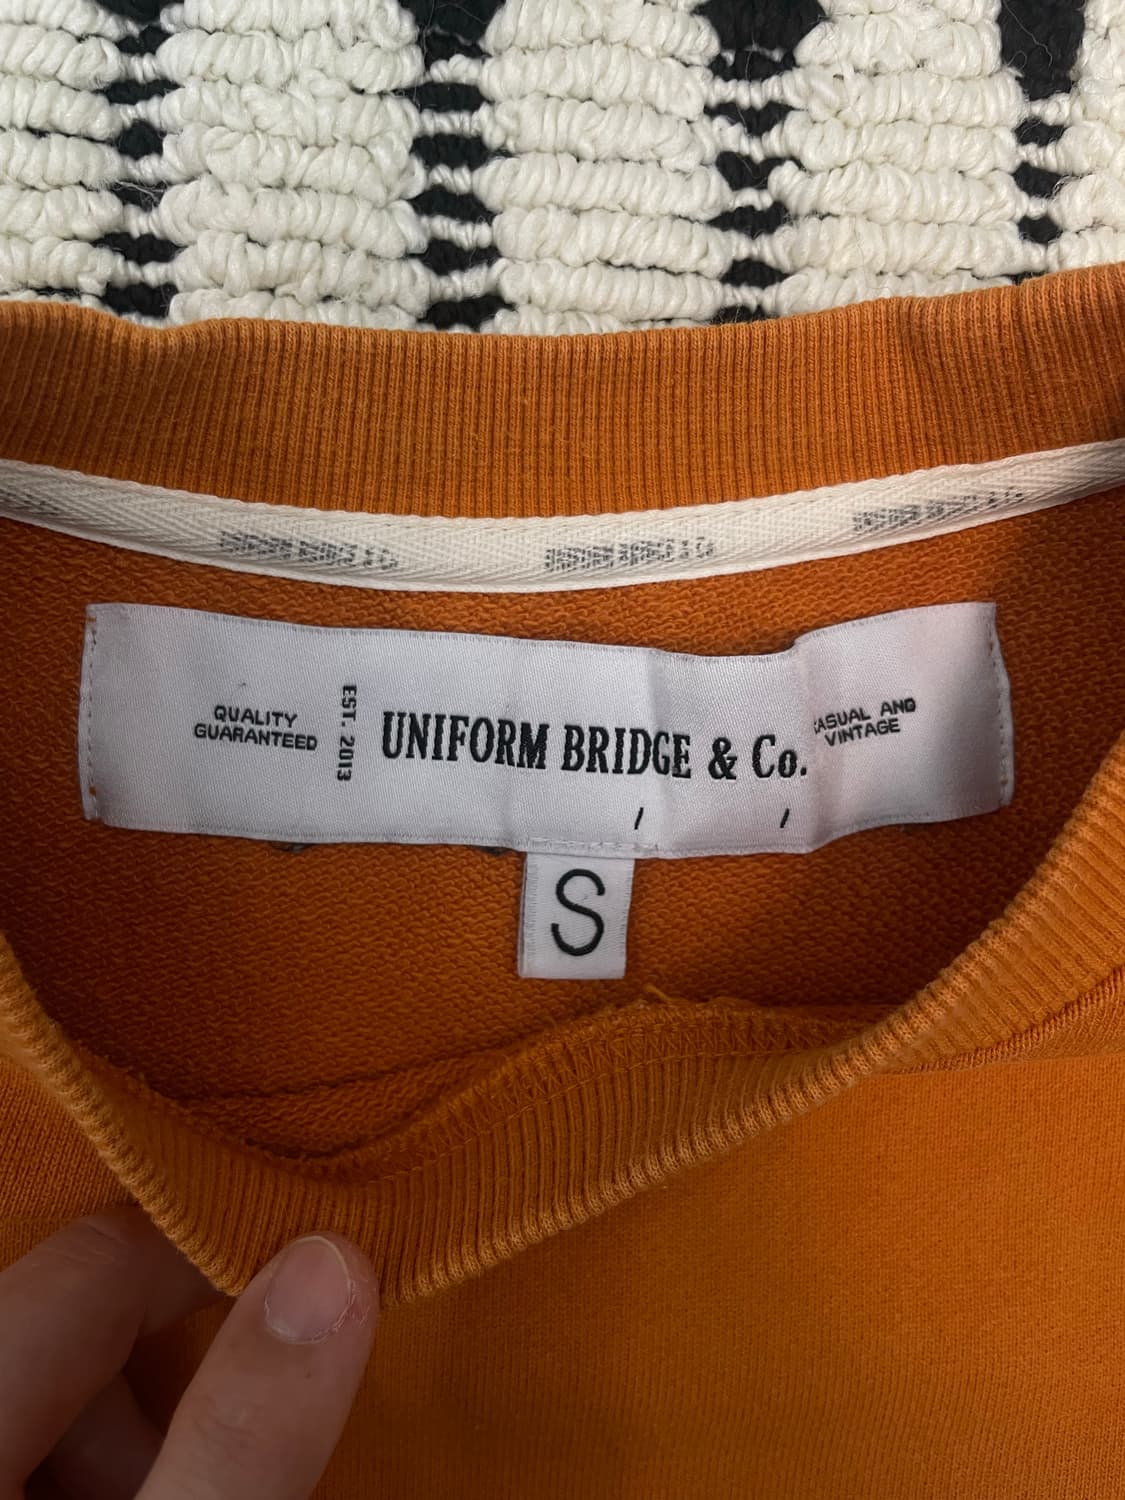 QUALITY
GUARANTEED
EST. 2013
UNIFORM BRIDGE & Co.
CASUAL AND
VINTAGE
S